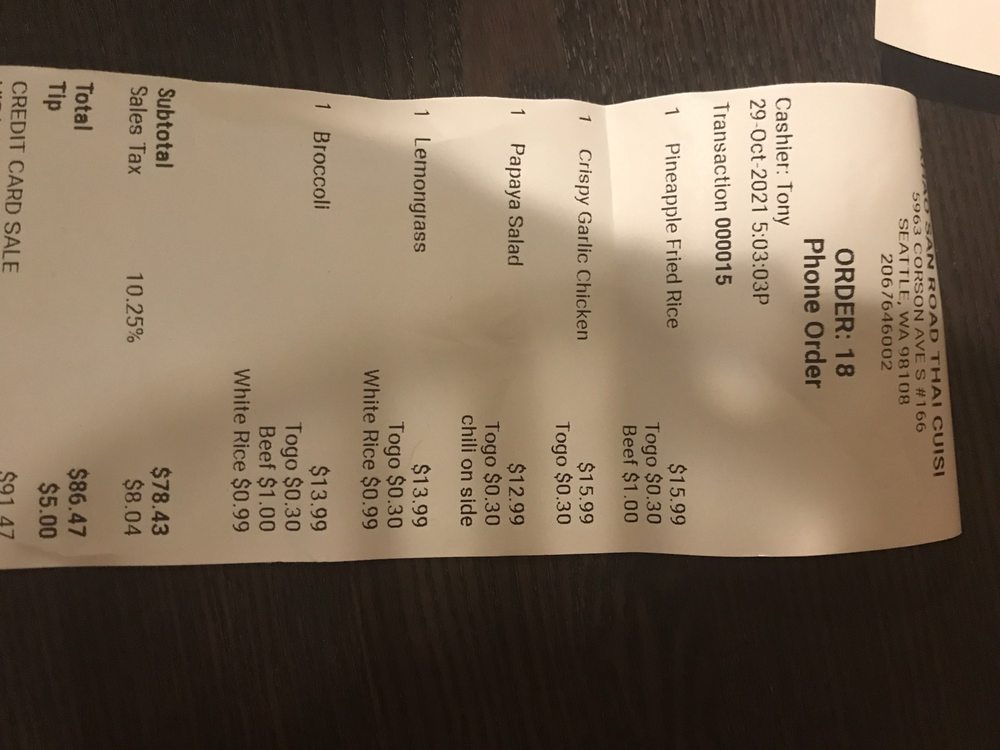 SAN ROAD THAI CUISI
5963 CORSON AVE S #166
SEATTLE, WA 98108
2067646002
ORDER: 18
Phone Order
Cashier: Tony
29-Oct-2021 5:03:03P
Transaction 000015
1 Pineapple Fried Rice $15.99
Togo $0.30
Beef $1.00
1 Crispy Garlic Chicken $15.99
Togo $0.30
1 Papaya Salad $12.99
Togo $0.30
chili on side
1 Lemongrass $13.99
Togo $0.30
White Rice $0.99
1 Broccoli $13.99
Togo $0.30
Beef $1.00
White Rice $0.99
Subtotal $78.43
Sales Tax 10.25% $8.04
Total $86.47
Tip $5.00
CREDIT CARD SALE $91.47